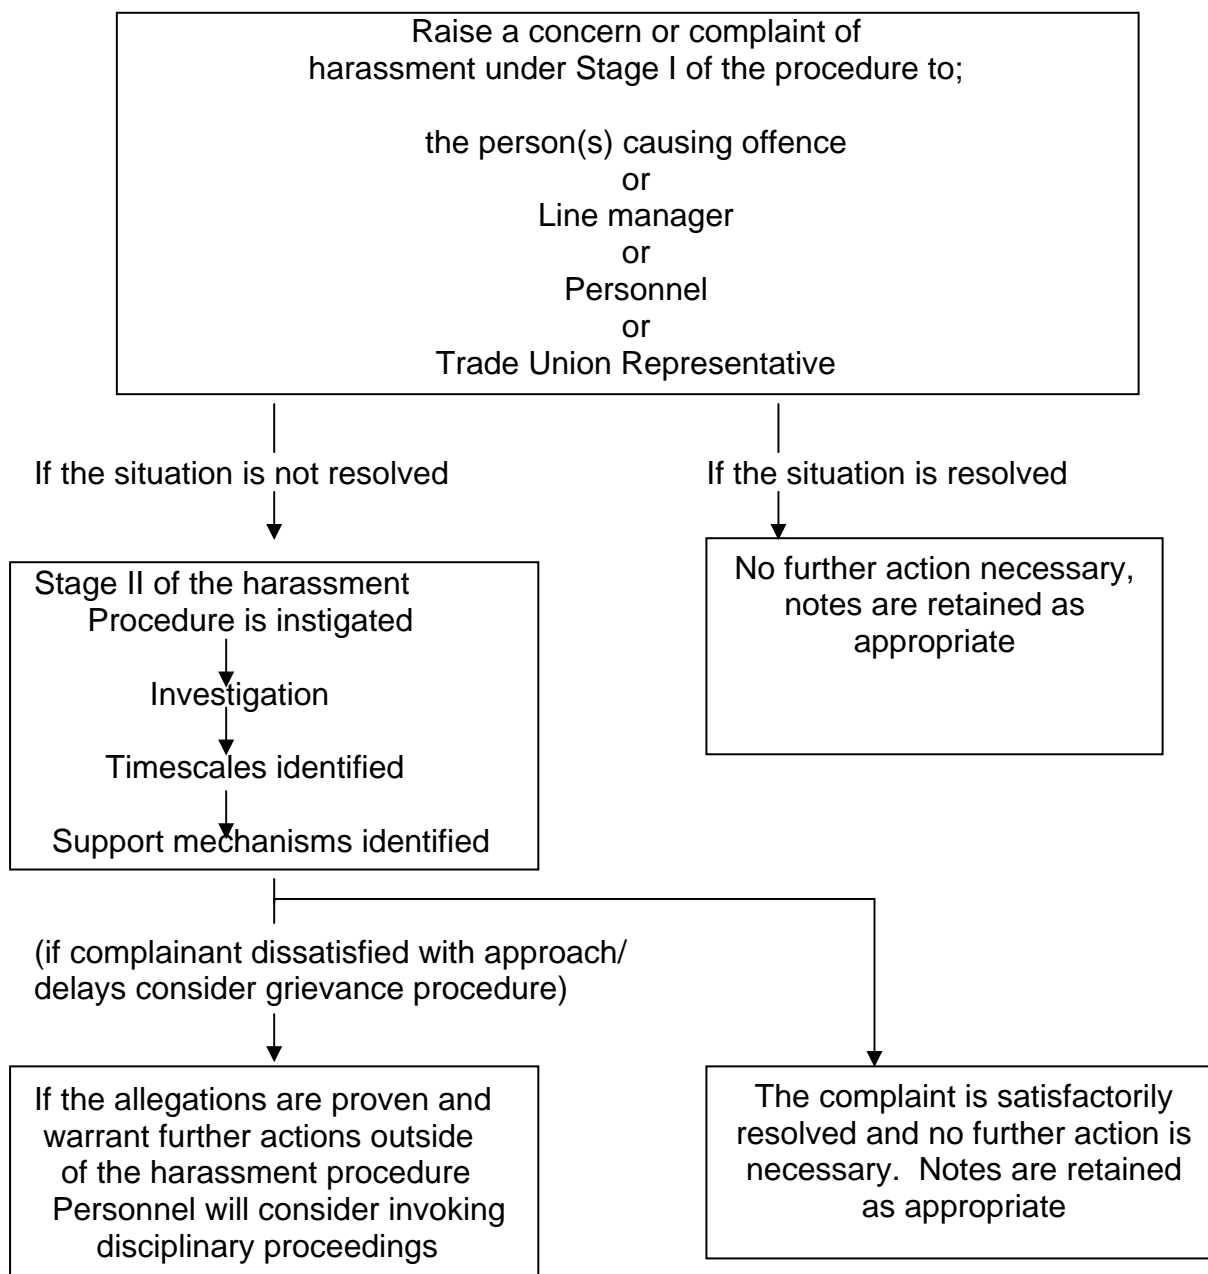 Raise a concern or complaint of
harassment under Stage I of the procedure to;
the person(s) causing offence
or
Line manager
or
Personnel
or
Trade Union Representative
If the situation is not resolved
If the situation is resolved
Stage II of the harassment
Procedure is instigated
Investigation
Timescales identified
Support mechanisms identified
No further action necessary,
notes are retained as
appropriate
(if complainant dissatisfied with approach/
delays consider grievance procedure)
If the allegations are proven and
warrant further actions outside
of the harassment procedure
Personnel will consider invoking
disciplinary proceedings
The complaint is satisfactorily
resolved and no further action is
necessary.  Notes are retained
as appropriate